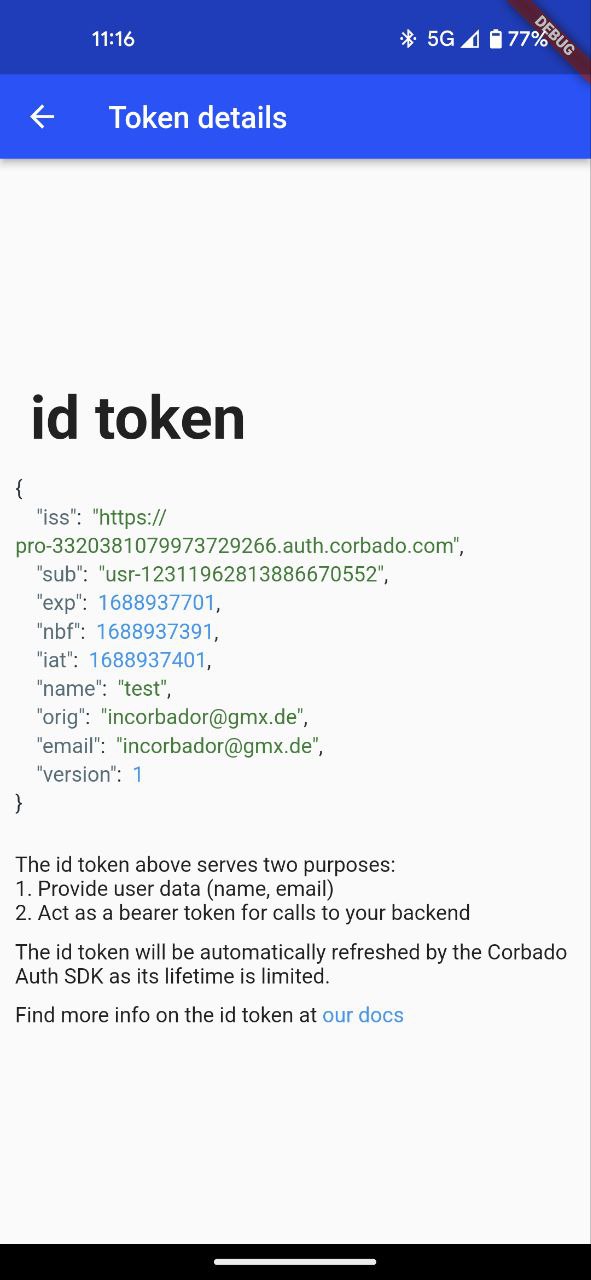 11:16
5G
77%
DEBUG
Token details
id token
{
"iss": "https://
pro-3320381079973729266.auth.corbado.com",
"sub": "usr-12311962813886670552",
"exp": 1688937701,
"nbf": 1688937391,
"iat": 1688937401,
"name": "test",
"orig": "incorbador@gmx.de",
"email": "incorbador@gmx.de",
"version": 1
}
The id token above serves two purposes:
1. Provide user data (name, email)
2. Act as a bearer token for calls to your backend
The id token will be automatically refreshed by the Corbado
Auth SDK as its lifetime is limited.
Find more info on the id token at our docs